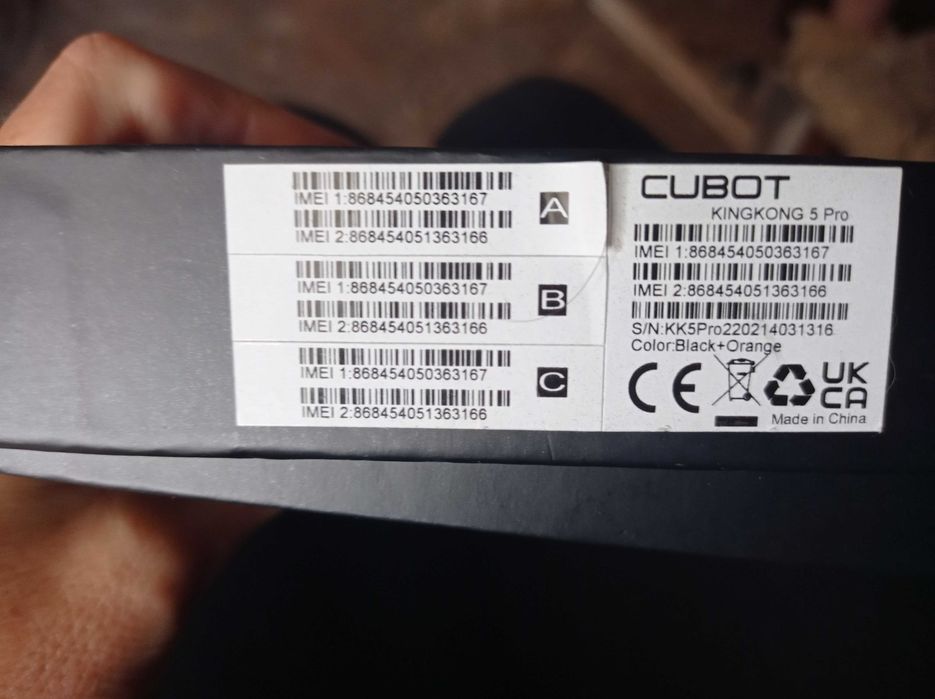 IMEI 1:868454050363167
A
IMEI 2:868454051363166
IMEI 1:868454050363167
B
IMEI 2:868454051363166
IMEI 1:868454050363167
C
IMEI 2:868454051363166
CUBOT
KINGKONG 5 Pro
IMEI 1:868454050363167
IMEI 2:868454051363166
S/N:KK5Pro220214031316
Color:Black+Orange
CE
UK
CA
Made in China